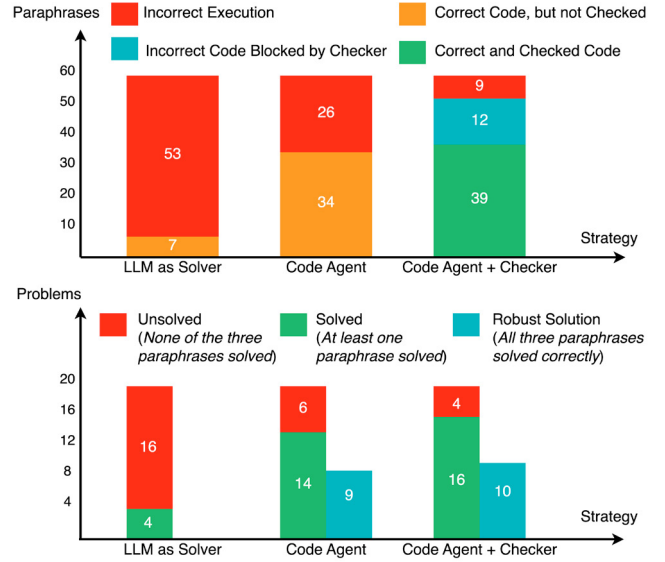 Paraphrases
Incorrect Execution
Correct Code, but not Checked
Incorrect Code Blocked by Checker
Correct and Checked Code
60
50
40
30
20
10
53
7
26
34
9
12
39
Strategy
LLM as Solver
Code Agent
Code Agent + Checker
Problems
Unsolved
(None of the three
paraphrases solved)
Solved
(At least one
paraphrase solved)
Robust Solution
(All three paraphrases
solved correctly)
20
16
12
8
4
16
4
6
14
9
4
16
10
Strategy
LLM as Solver
Code Agent
Code Agent + Checker